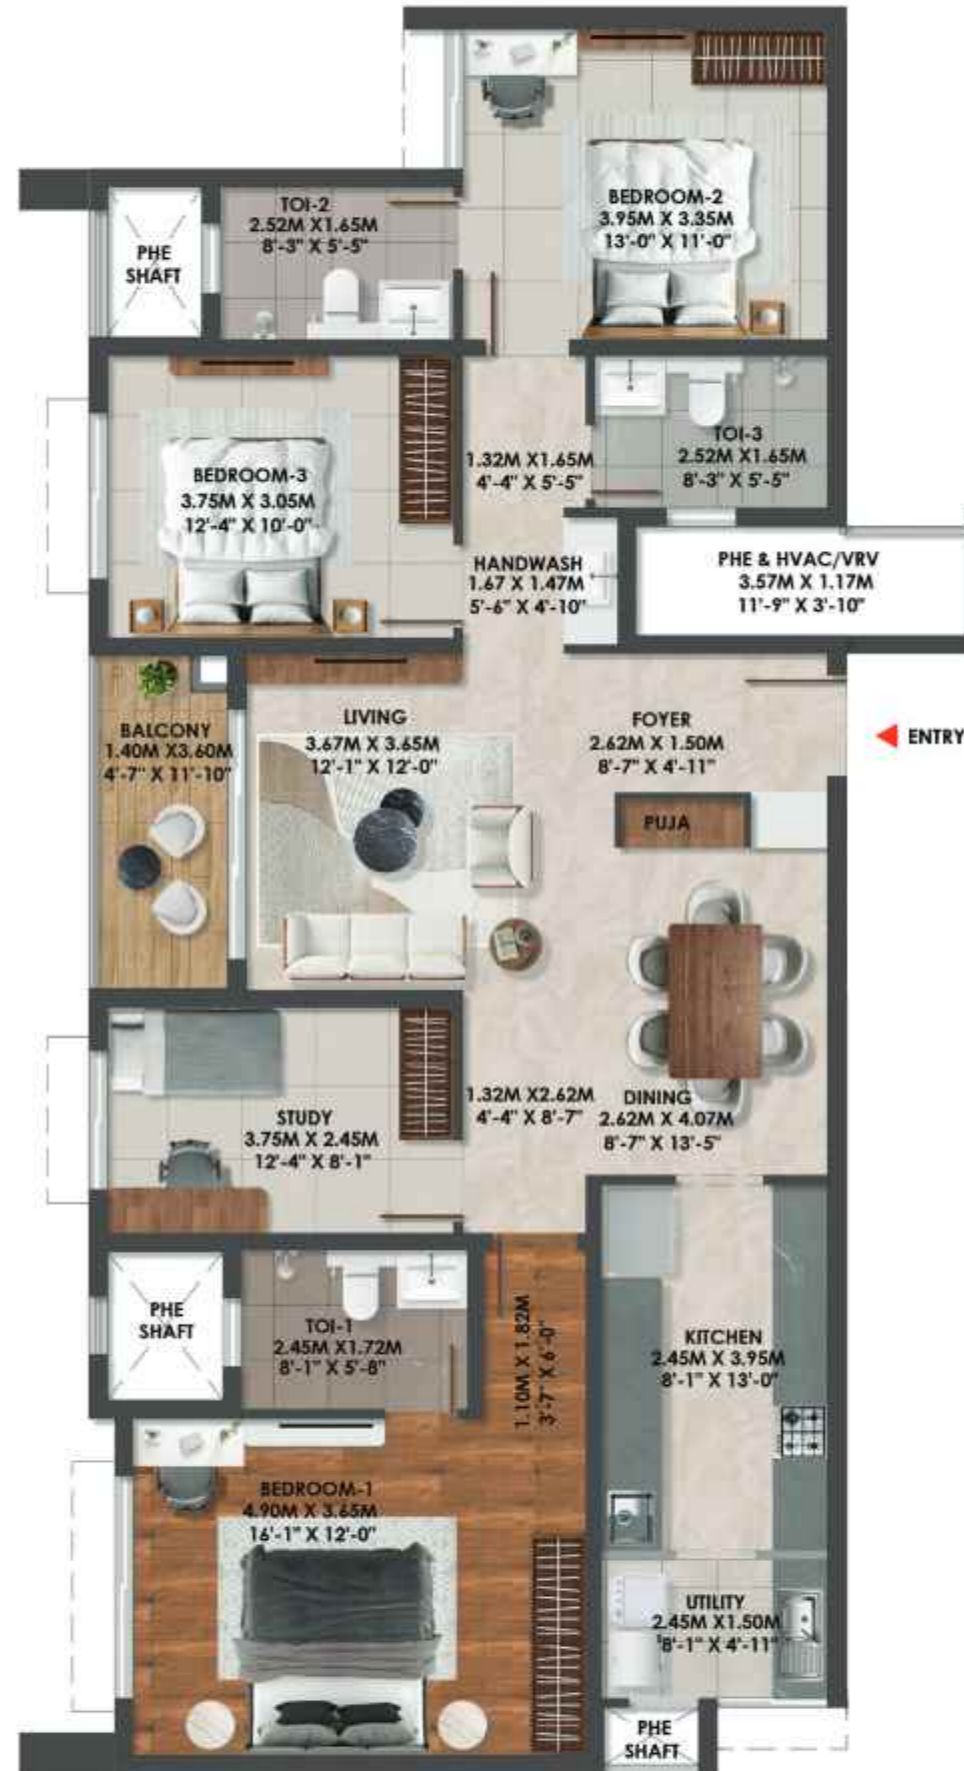 BEDROOM-2
3.95M X 3.35M
13'-0" X 11'-0"
TOI-2
2.52M X1.65M
8'-3" X 5'-5"
PHE
SHAFT
TOI-3
2.52M X1.65M
8'-3" X 5'-5"
1.32M X1.65M
4'-4" X 5'-5"
BEDROOM-3
3.75M X 3.05M
12'-4" X 10'-0"
HANDWASH
1.67 X 1.47M
5'-6" X 4'-10"
PHE & HVAC/VRV
3.57M X 1.17M
11'-9" X 3'-10"
BALCONY
1.40M X3.60M
4'-7" X 11'-10"
LIVING
3.67M X 3.65M
12'-1" X 12'-0"
FOYER
2.62M X 1.50M
8'-7" X 4'-11"
ENTRY
PUJA
STUDY
3.75M X 2.45M
12'-4" X 8'-1"
1.32M X2.62M
4'-4" X 8'-7"
DINING
2.62M X 4.07M
8'-7" X 13'-5"
PHE
SHAFT
TOI-1
2.45M X1.72M
8'-1" X 5'-8"
1.10M X 1.82M
3'-7" X 6'-0"
KITCHEN
2.45M X 3.95M
8'-1" X 13'-0"
BEDROOM-1
4.90M X 3.65M
16'-1" X 12'-0"
UTILITY
2.45M X1.50M
8'-1" X 4'-11"
PHE
SHAFT